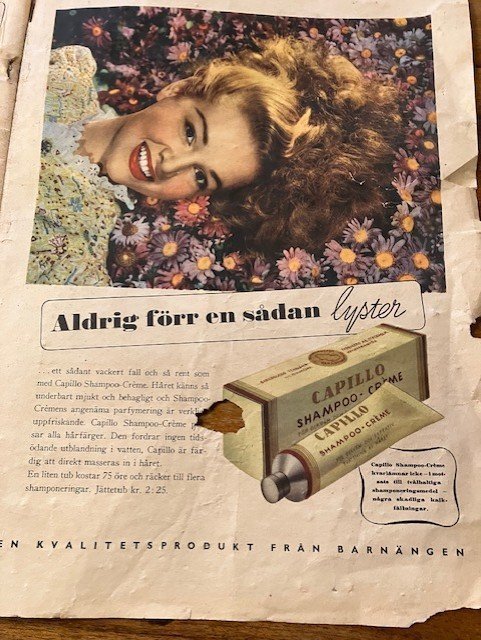 Aldrig förr en sådan lyster
...ett sådant vackert fall och så rent som
med Capillo Shampoo-Crème. Håret känns så
underbart mjukt och behagligt och Shampoo-
Crèmens angenäma parfymering är verkl
uppfriskande. Capillo Shampoo-Crème p
sar alla hårfärger. Den fordrar ingen tids-
ödande utblandning i vatten, Capillo är fär-
dig att direkt masseras in i håret.
En liten tub kostar 75 öre och räcker till flera
shamponeringar. Jättetub kr. 2: 25.
CAPILLO
SHAMPOO-CRÈME
CAPILLO
SHAMPOO-CRÈME
Capillo Shampoo-Crème
kvarlämnar icke – i mot-
sats till tvålhaltiga
shamponeringsmedel –
några skadliga kalk-
fällningar.
EN KVALITETSPRODUKT FRÅN BARNÄNGEN